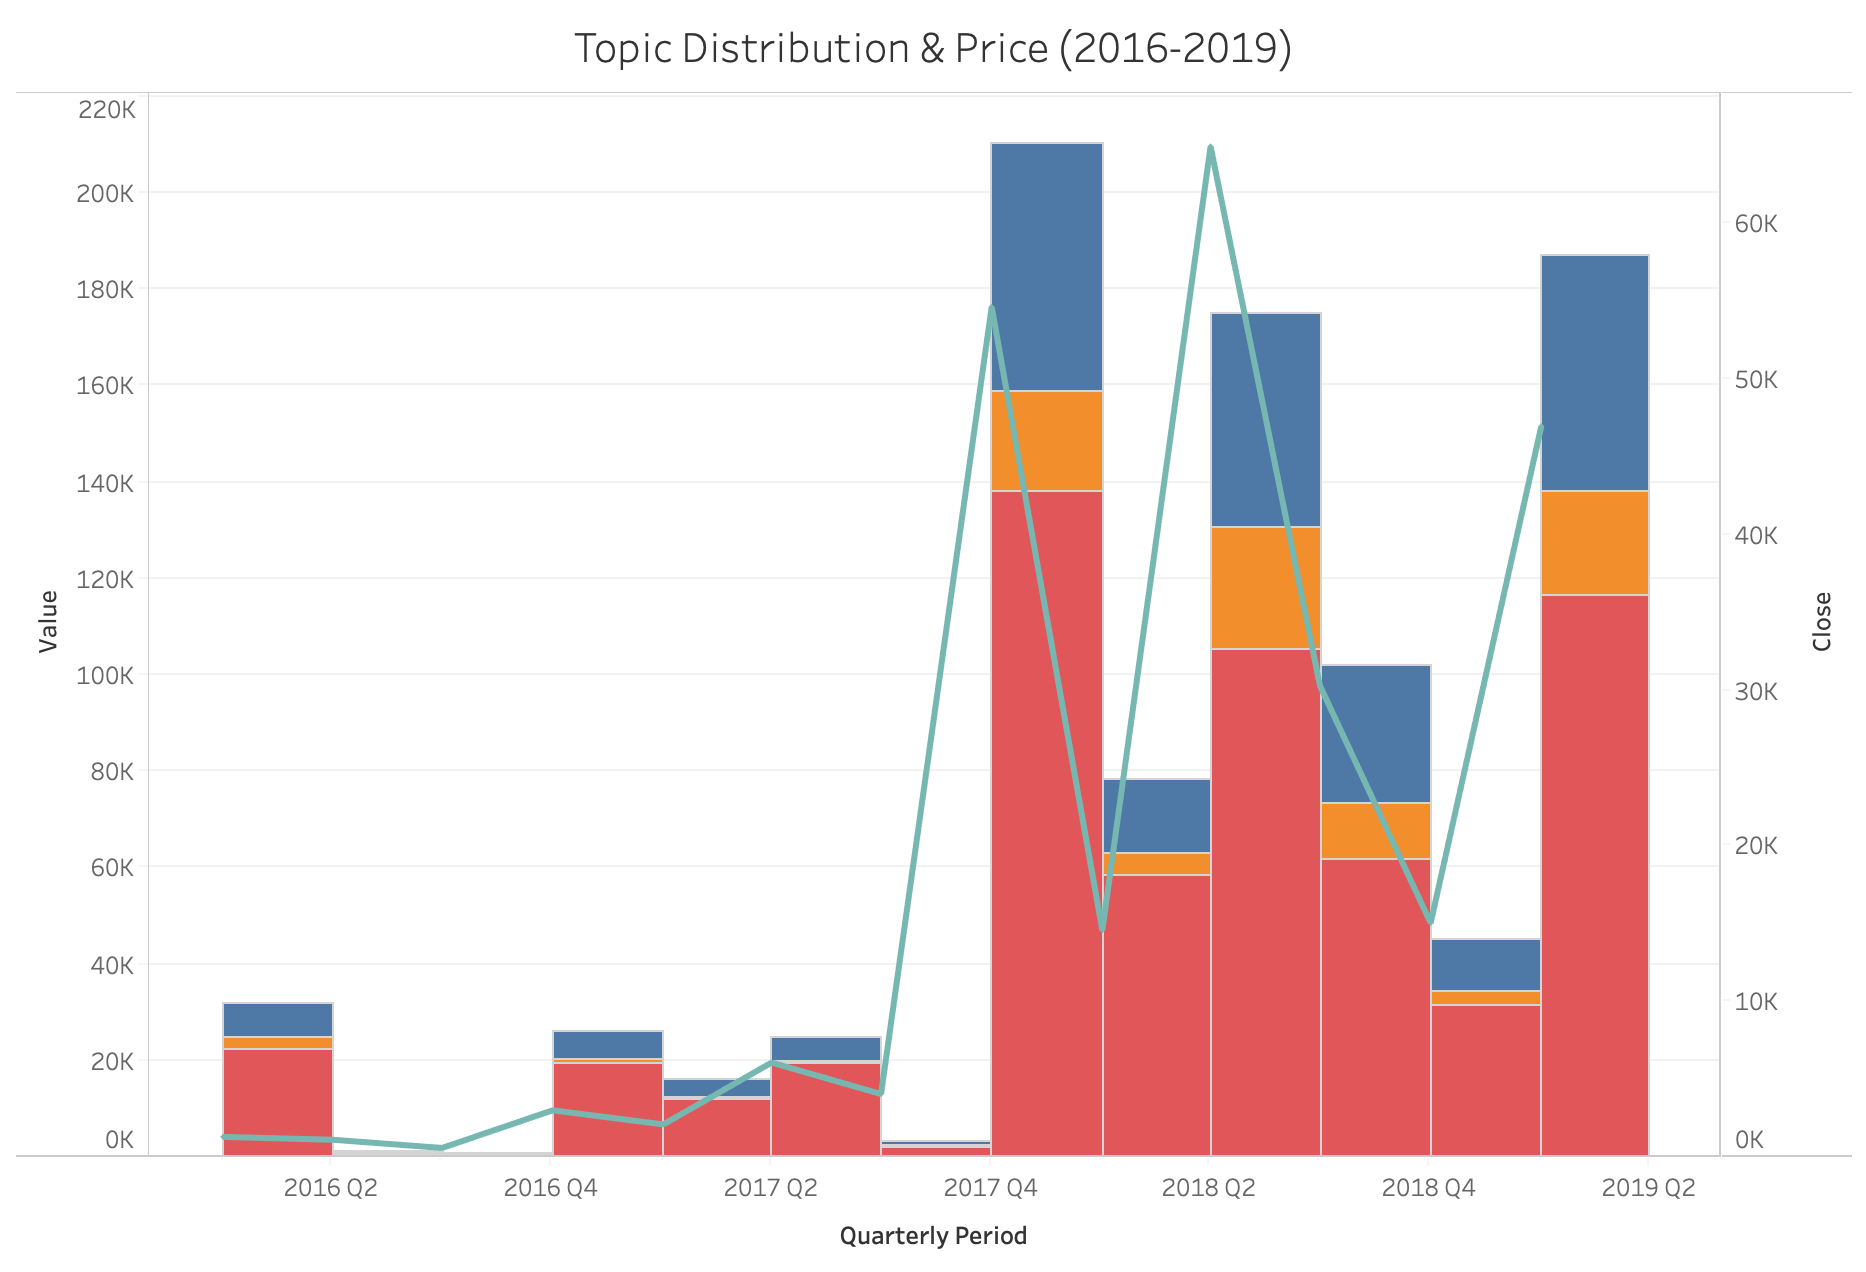 Topic Distribution & Price (2016-2019)
220K
200K
180K
160K
140K
120K
100K
80K
60K
40K
20K
0K
Value
60K
50K
40K
30K
20K
10K
0K
Close
2016 Q2 2016 Q4 2017 Q2 2017 Q4 2018 Q2 2018 Q4 2019 Q2
Quarterly Period